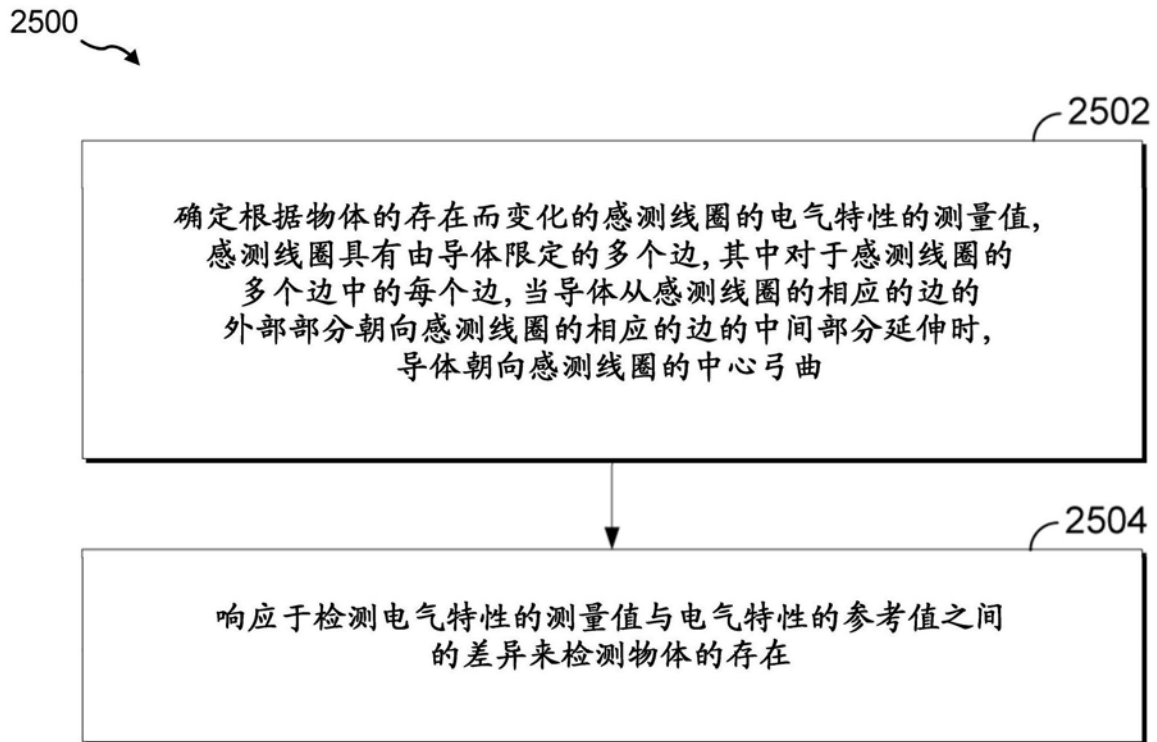 2500
2502
确定根据物体的存在而变化的感测线圈的电气特性的测量值,
感测线圈具有由导体限定的多个边,其中对于感测线圈的
多个边中的每个边,当导体从感测线圈的相应的边的
外部部分朝向感测线圈的相应的边的中间部分延伸时,
导体朝向感测线圈的中心弓曲
2504
响应于检测电气特性的测量值与电气特性的参考值之间
的差异来检测物体的存在